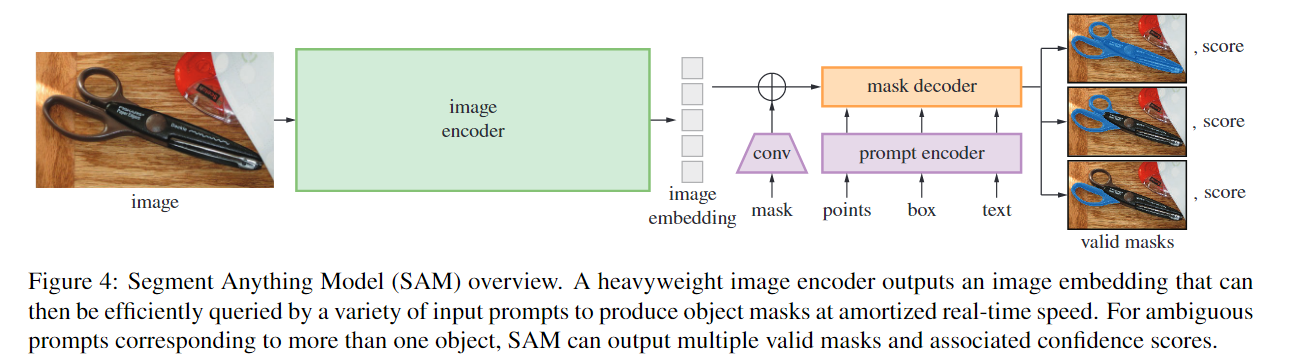 image
encoder
image
image
embedding
conv
mask
mask decoder
prompt encoder
points
box
text
, score
, score
, score
valid masks
Figure 4: Segment Anything Model (SAM) overview. A heavyweight image encoder outputs an image embedding that can
then be efficiently queried by a variety of input prompts to produce object masks at amortized real-time speed. For ambiguous
prompts corresponding to more than one object, SAM can output multiple valid masks and associated confidence scores.